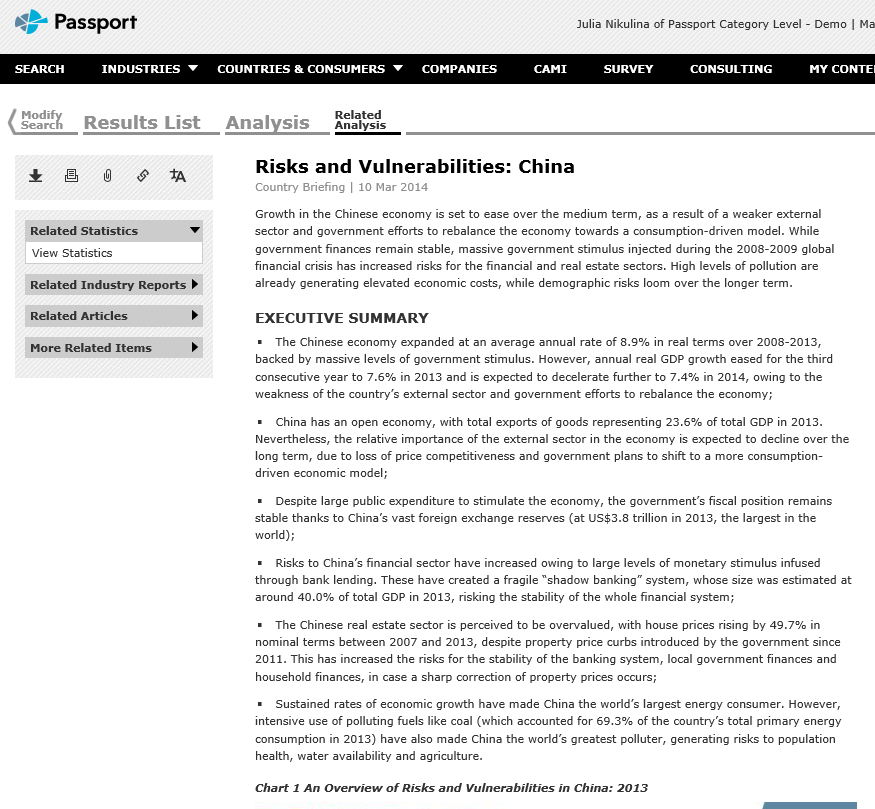 Passport
Julia Nikulina of Passport Category Level - Demo | Ma
SEARCH INDUSTRIES COUNTRIES & CONSUMERS COMPANIES CAMI SURVEY CONSULTING MY CONTE
Modify
Search
Results List
Analysis
Related
Analysis
Related Statistics
View Statistics
Related Industry Reports
Related Articles
More Related Items
Risks and Vulnerabilities: China
Country Briefing | 10 Mar 2014
Growth in the Chinese economy is set to ease over the medium term, as a result of a weaker external
sector and government efforts to rebalance the economy towards a consumption-driven model. While
government finances remain stable, massive government stimulus injected during the 2008-2009 global
financial crisis has increased risks for the financial and real estate sectors. High levels of pollution are
already generating elevated economic costs, while demographic risks loom over the longer term.
EXECUTIVE SUMMARY
▪ The Chinese economy expanded at an average annual rate of 8.9% in real terms over 2008-2013,
backed by massive levels of government stimulus. However, annual real GDP growth eased for the third
consecutive year to 7.6% in 2013 and is expected to decelerate further to 7.4% in 2014, owing to the
weakness of the country’s external sector and government efforts to rebalance the economy;
▪ China has an open economy, with total exports of goods representing 23.6% of total GDP in 2013.
Nevertheless, the relative importance of the external sector in the economy is expected to decline over the
long term, due to loss of price competitiveness and government plans to shift to a more consumption-
driven economic model;
▪ Despite large public expenditure to stimulate the economy, the government’s fiscal position remains
stable thanks to China’s vast foreign exchange reserves (at US$3.8 trillion in 2013, the largest in the
world);
▪ Risks to China’s financial sector have increased owing to large levels of monetary stimulus infused
through bank lending. These have created a fragile “shadow banking” system, whose size was estimated at
around 40.0% of total GDP in 2013, risking the stability of the whole financial system;
▪ The Chinese real estate sector is perceived to be overvalued, with house prices rising by 49.7% in
nominal terms between 2007 and 2013, despite property price curbs introduced by the government since
2011. This has increased the risks for the stability of the banking system, local government finances and
household finances, in case a sharp correction of property prices occurs;
▪ Sustained rates of economic growth have made China the world’s largest energy consumer. However,
intensive use of polluting fuels like coal (which accounted for 69.3% of the country’s total primary energy
consumption in 2013) have also made China the world’s greatest polluter, generating risks to population
health, water availability and agriculture.
Chart 1 An Overview of Risks and Vulnerabilities in China: 2013